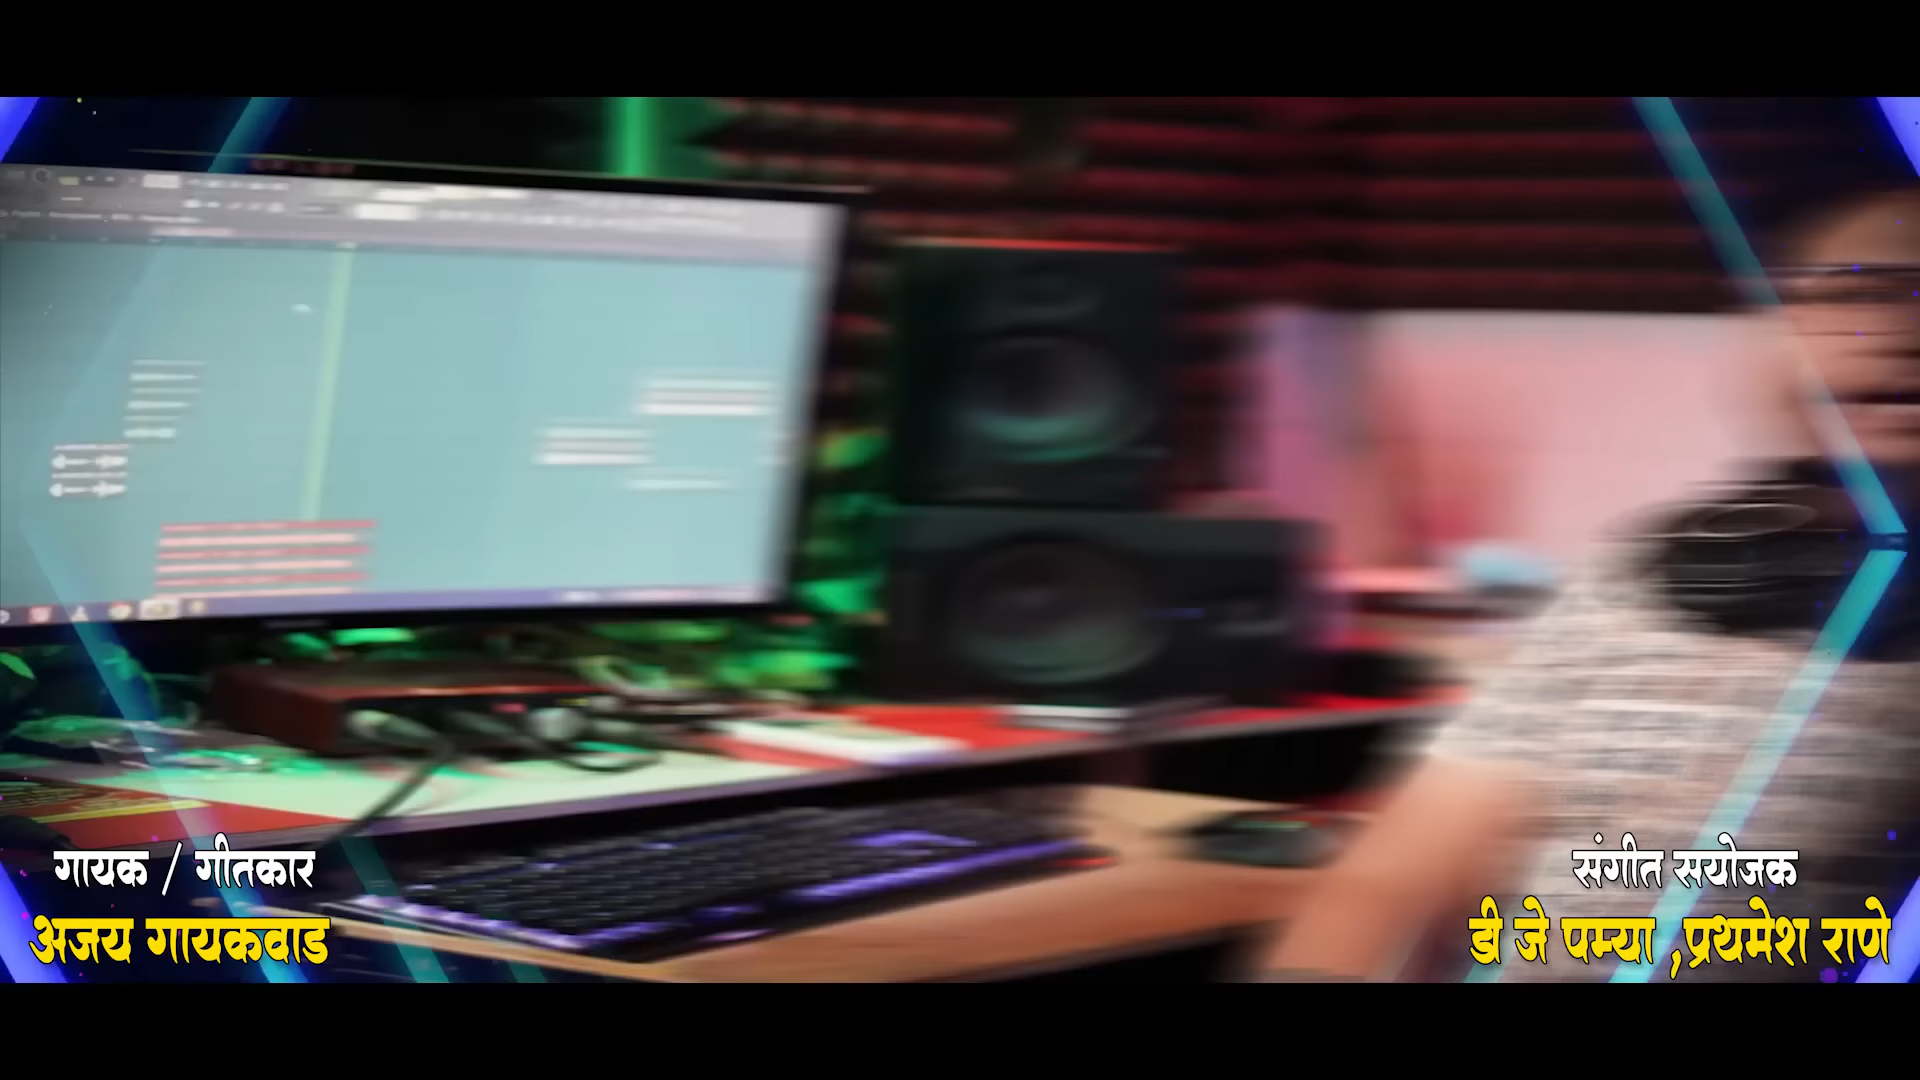 गायक / गीतकार
अजय गायकवाड
संगीत सयोजक
डी जे पम्या ,प्रथमेश राणे